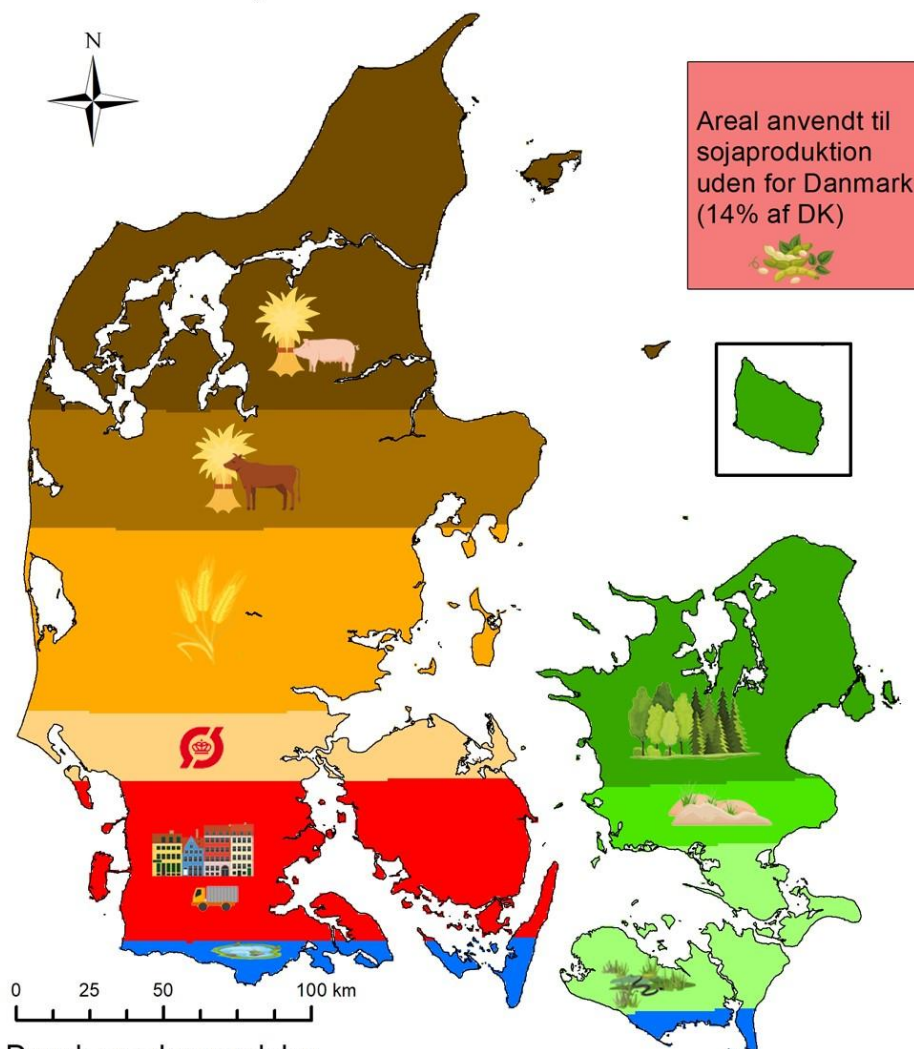 N
Areal anvendt til
sojaproduktion
uden for Danmark
(14% af DK)
0 25 50 100 km